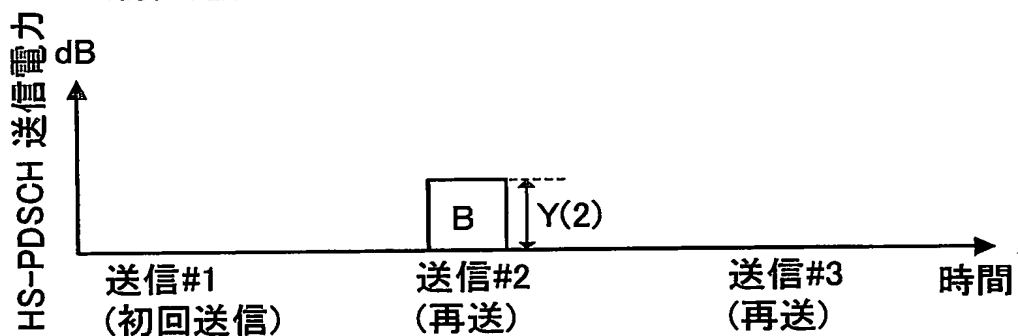 HS-PDSCH 送信電力
dB
B
Y(2)
送信#1
(初回送信)
送信#2
(再送)
送信#3
(再送)
時間